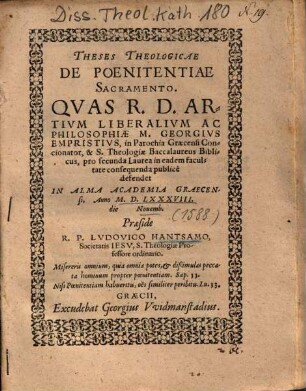 Diss. Theol. Kath 180
N. 19.
THESES THEOLOGICAE
DE POENITENTIAE
SACRAMENTO.
QVAS R. D. AR-
TIVM LIBERALIVM AC
PHILOSOPHIÆ M. GEORGIVS
EMPRISTIVS, in Parochia Græcensi Con-
cionator, & S. Theologiæ Baccalaureus Bibli-
cus, pro secunda Laurea in eadem facul-
tate consequenda publicè
defendet
IN ALMA ACADEMIA GRAECEN-
si. Anno M. D. LXXXVIII.
die Nouemb.
(1588)
Præside
R. P. LVDOVICO HANTSAMO,
Societatis IESV, S. Theologiæ Pro-
fessore ordinario.
Misereris omnium, quia omnia potes, & dissimulas pecca-
ta hominum propter pœnitentiam. Sap. 11.
Nisi Pœnitentiam habueritis, oẽs similiter peribitis. Lu. 13.
GRÆCII,
Excudebat Georgius Vvidmanstadius.